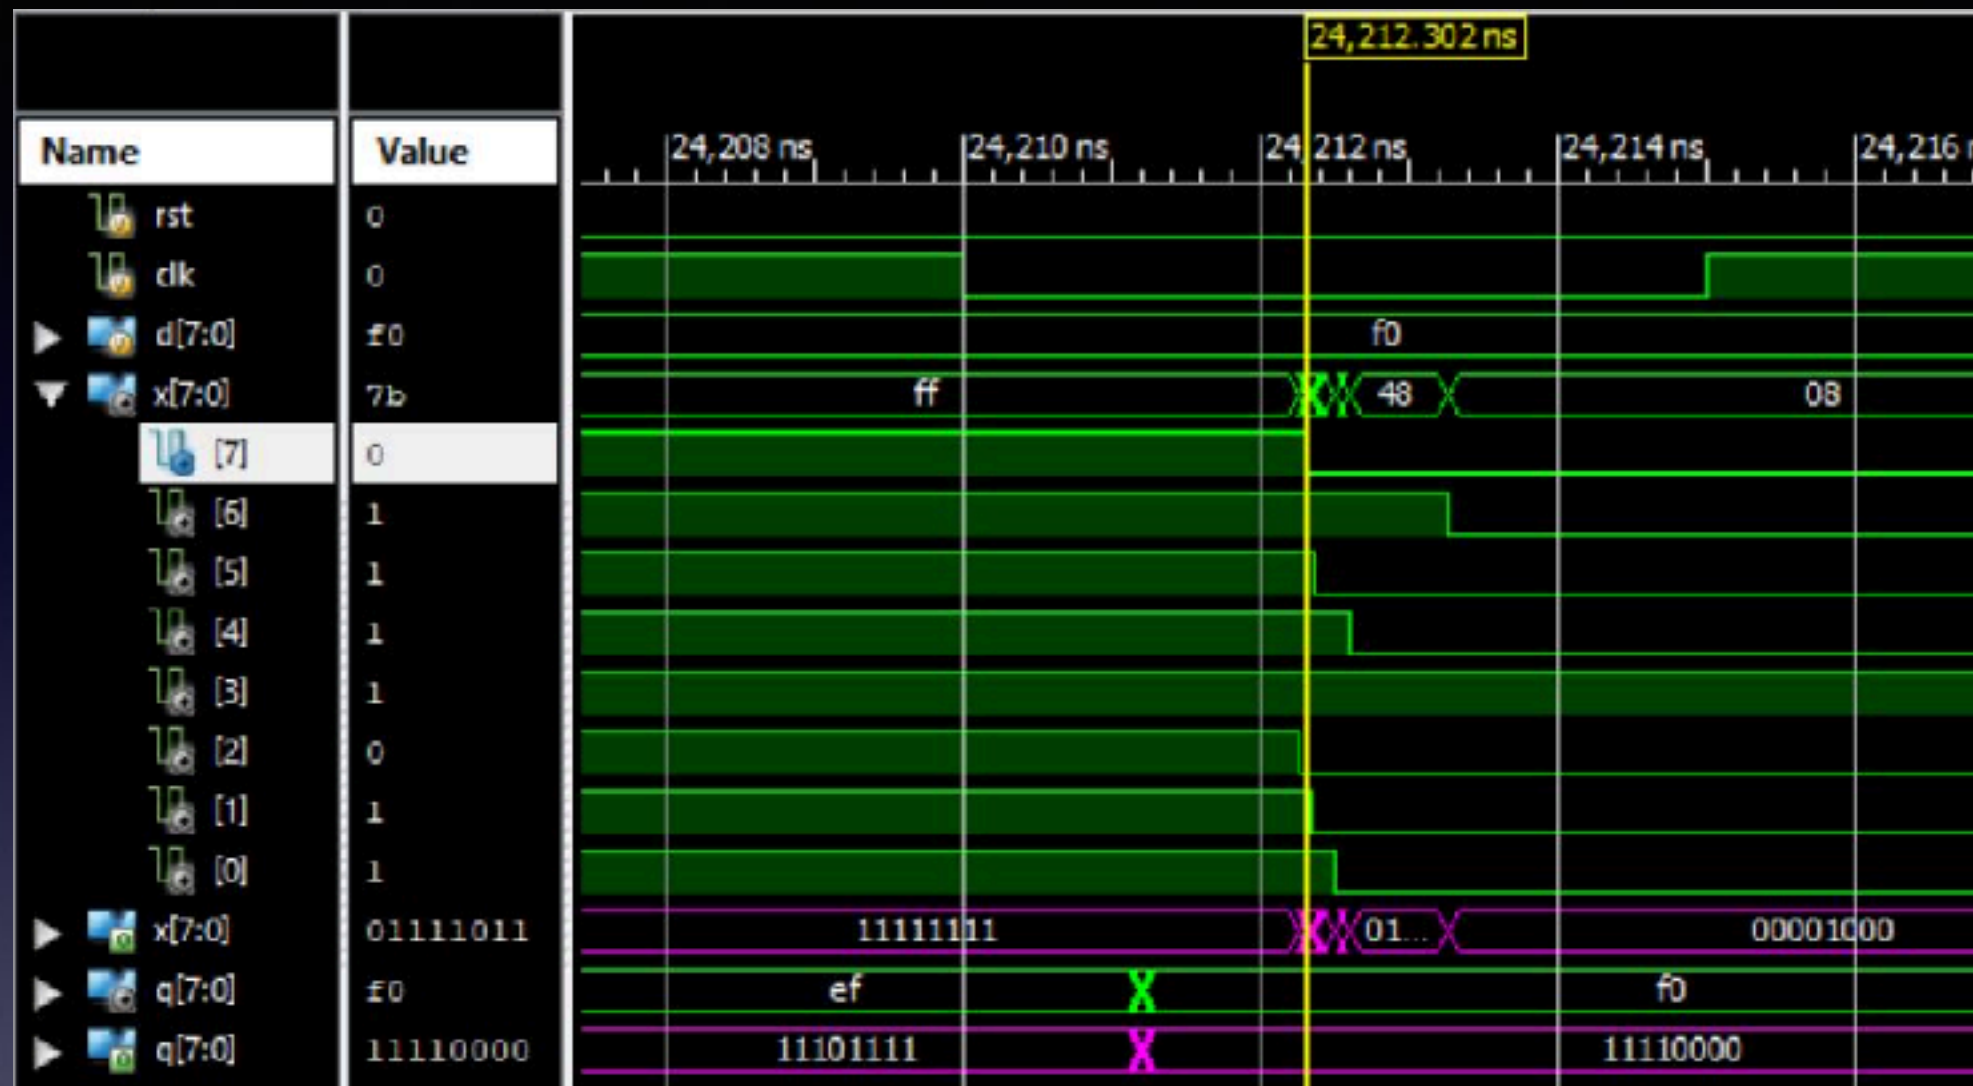 24,212.302 ns
Name Value 24,208 ns 24,210 ns 24,212 ns 24,214 ns 24,216 n
rst 0
clk 0
d[7:0] f0 f0
x[7:0] 7b ff 48 08
[7] 0
[6] 1
[5] 1
[4] 1
[3] 1
[2] 0
[1] 1
[0] 1
x[7:0] 01111011 11111111 01... 00001000
q[7:0] f0 ef f0
q[7:0] 11110000 11101111 11110000